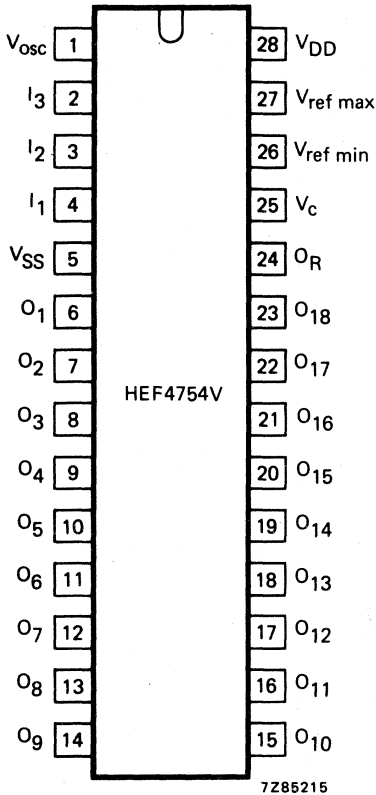 Vosc 1 28 VDD
I3 2 27 Vref max
I2 3 26 Vref min
I1 4 25 Vc
VSS 5 24 OR
O1 6 23 O18
O2 7 22 O17
HEF4754V
O3 8 21 O16
O4 9 20 O15
O5 10 19 O14
O6 11 18 O13
O7 12 17 O12
O8 13 16 O11
O9 14 15 O10
7Z85215